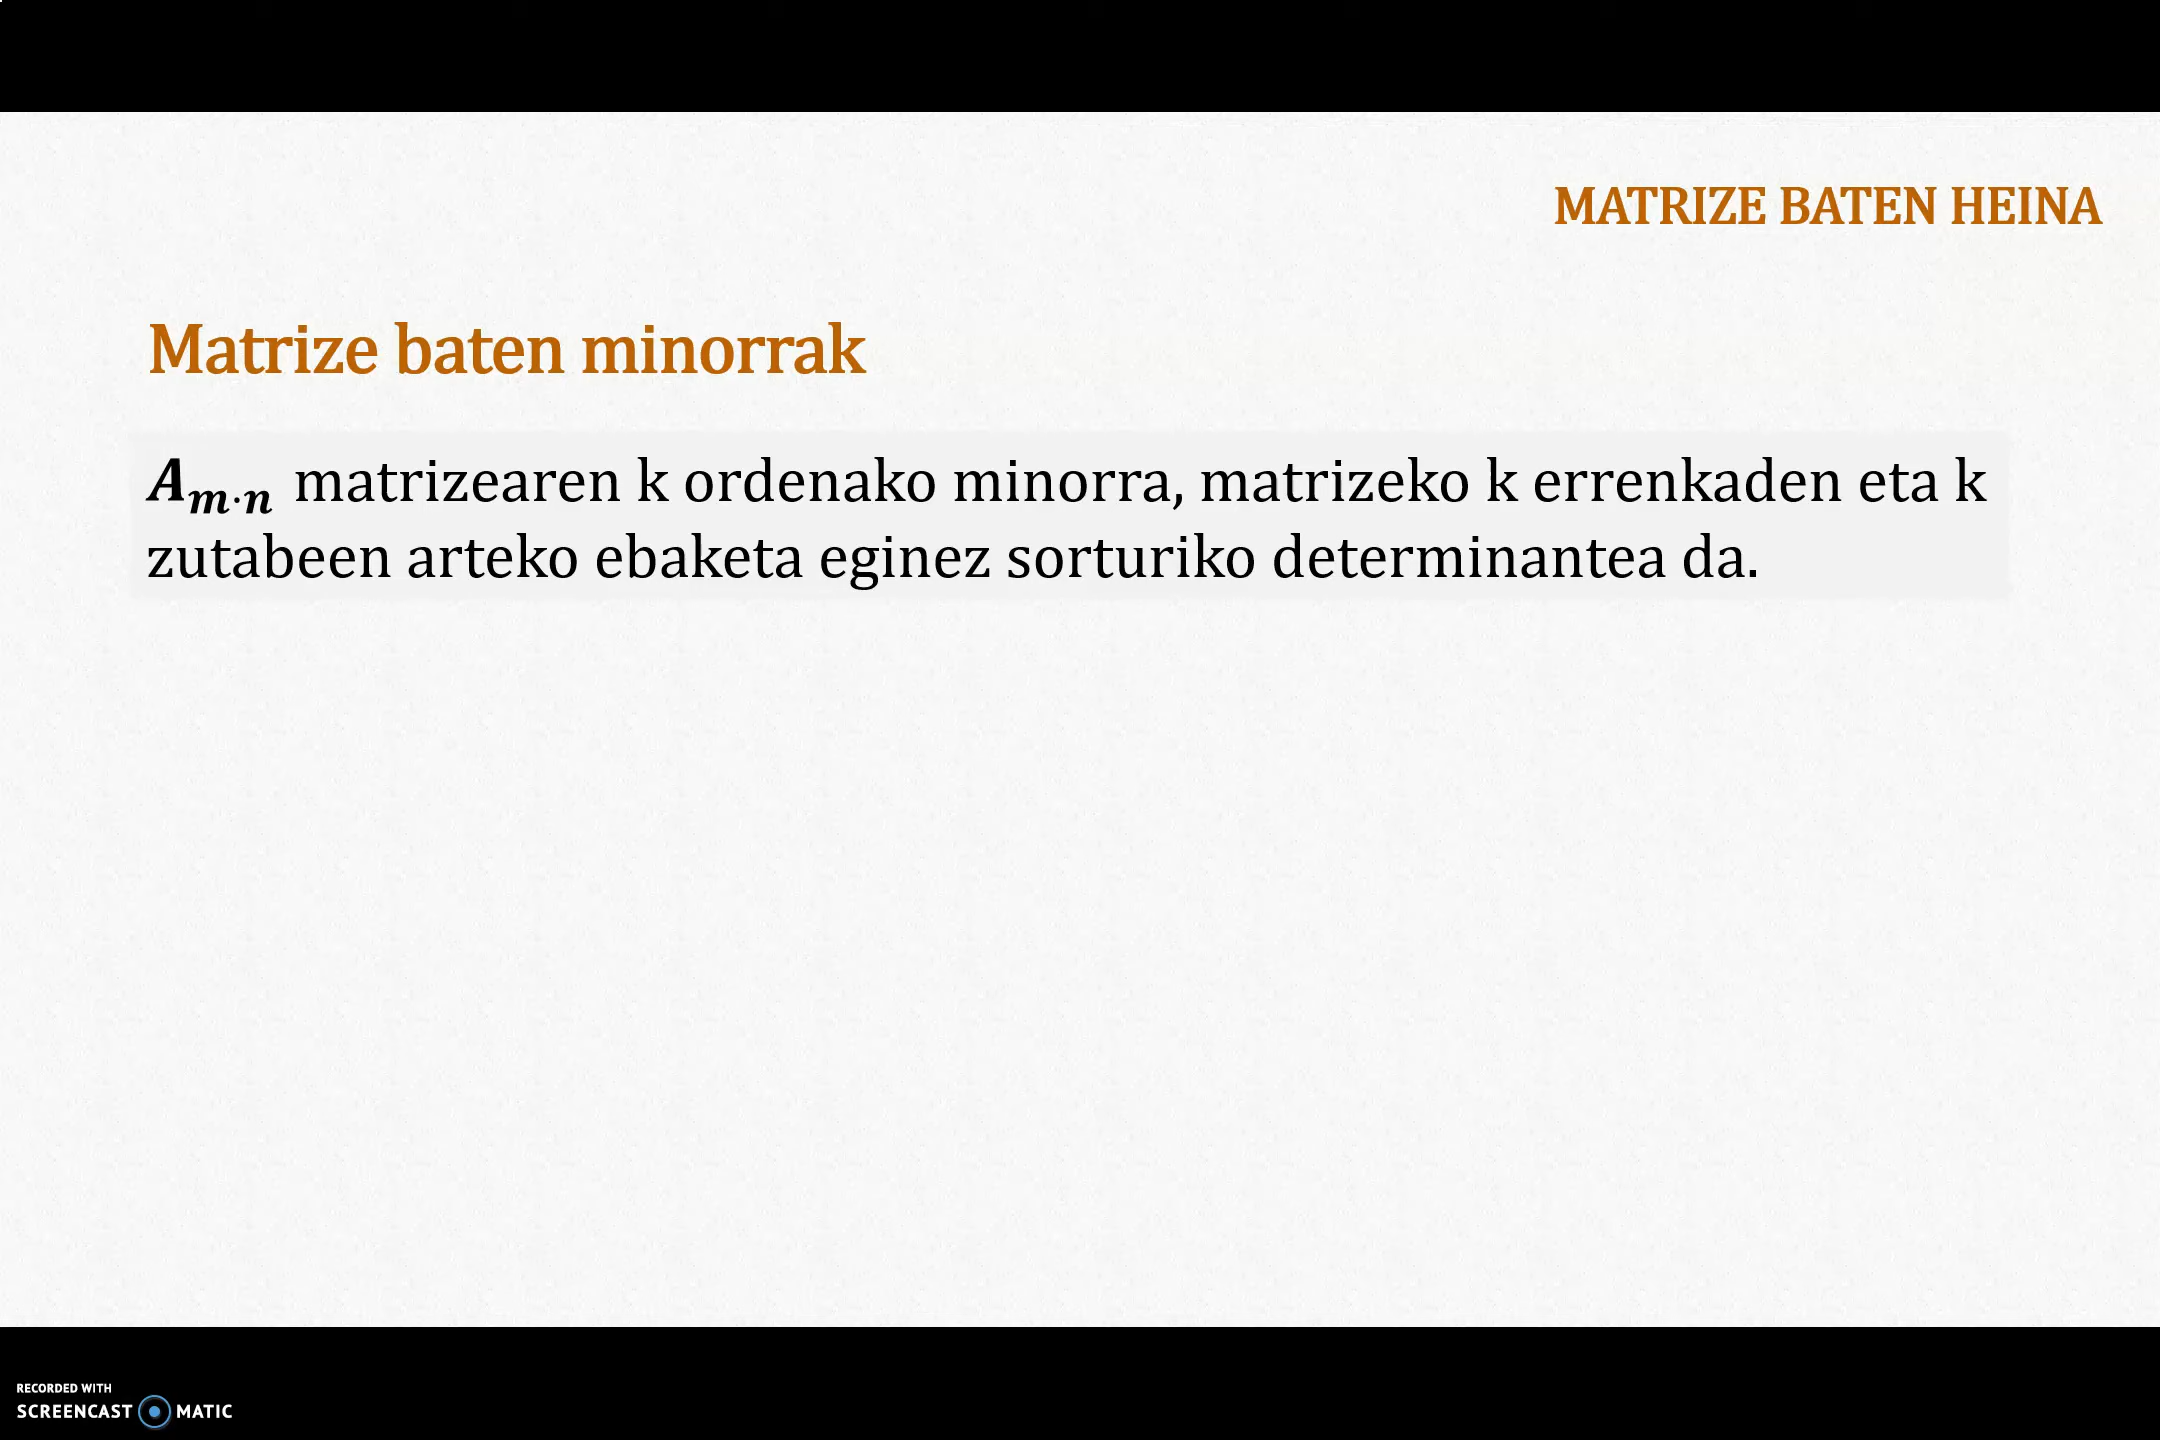 MATRIZE BATEN HEINA
Matrize baten minorrak
A_{m·n} matrizearen k ordenako minorra, matrizeko k errenkaden eta k
zutabeen arteko ebaketa eginez sorturiko determinantea da.
RECORDED WITH
SCREENCAST MATIC